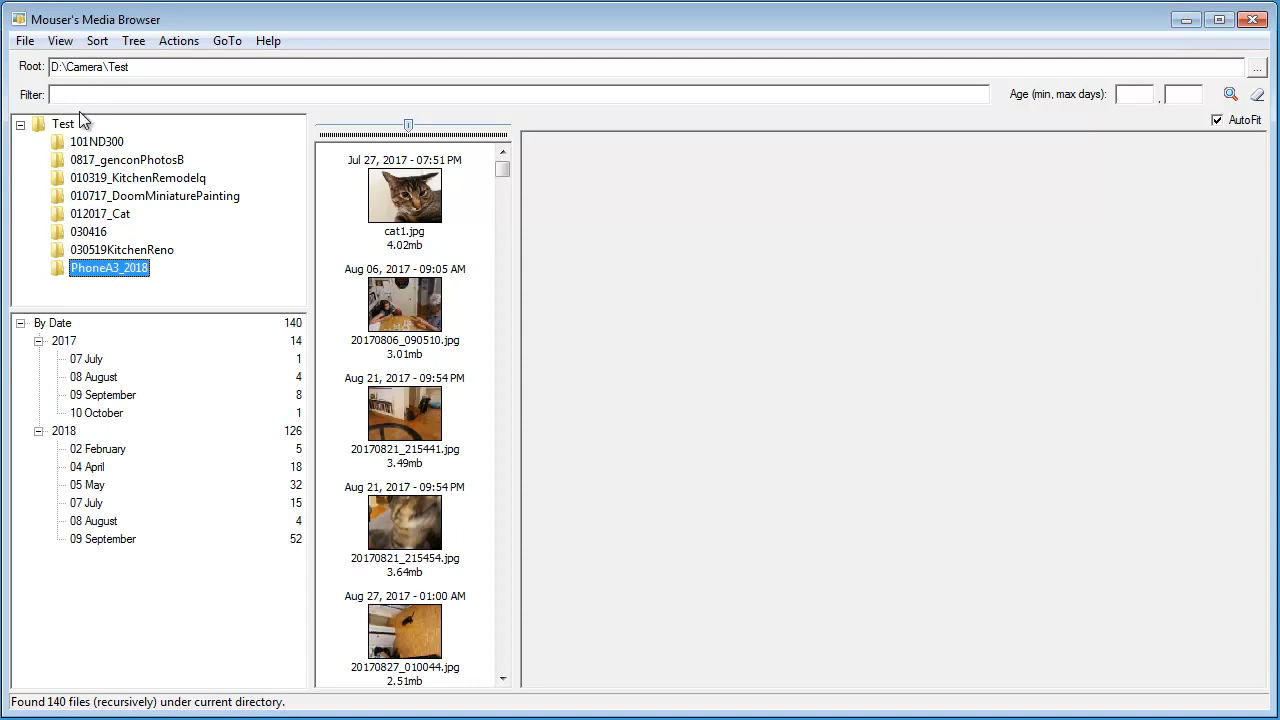 Mouser's Media Browser
File View Sort Tree Actions GoTo Help
Root: D:\Camera\Test ...
Filter: Age (min, max days): ,
AutoFit
Test
101ND300
0817_genconPhotosB
010319_KitchenRemodelq
010717_DoomMiniaturePainting
012017_Cat
030416
030519KitchenReno
PhoneA3_2018
By Date 140
2017 14
07 July 1
08 August 4
09 September 8
10 October 1
2018 126
02 February 5
04 April 18
05 May 32
07 July 15
08 August 4
09 September 52
Jul 27, 2017 - 07:51 PM
cat1.jpg
4.02mb
Aug 06, 2017 - 09:05 AM
20170806_090510.jpg
3.01mb
Aug 21, 2017 - 09:54 PM
20170821_215441.jpg
3.49mb
Aug 21, 2017 - 09:54 PM
20170821_215454.jpg
3.64mb
Aug 27, 2017 - 01:00 AM
20170827_010044.jpg
2.51mb
Found 140 files (recursively) under current directory.